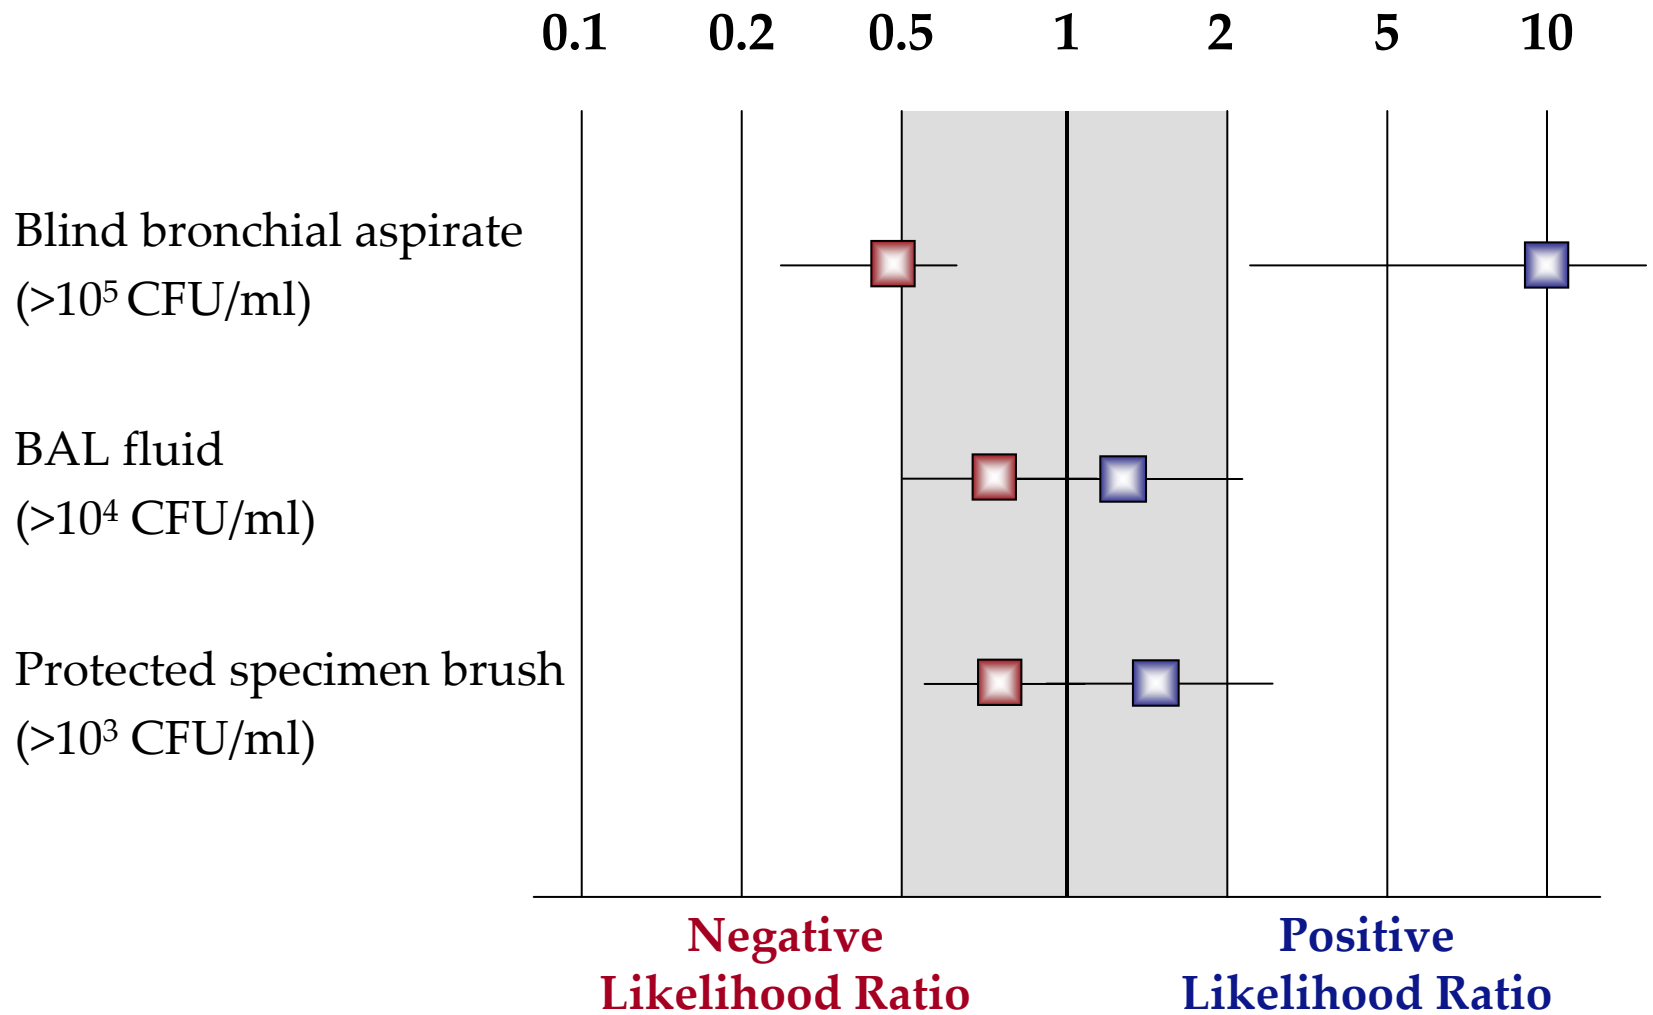 0.1 0.2 0.5 1 2 5 10
Blind bronchial aspirate
(>10⁵ CFU/ml)
BAL fluid
(>10⁴ CFU/ml)
Protected specimen brush
(>10³ CFU/ml)
Negative
Likelihood Ratio
Positive
Likelihood Ratio